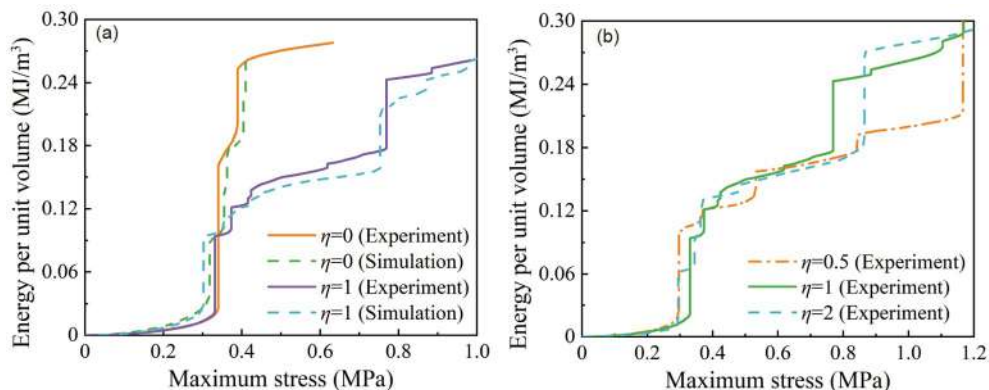 (a)
Energy per unit volume (MJ/m³)
0.30
0.24
0.18
0.12
0.06
0
η=0 (Experiment)
η=0 (Simulation)
η=1 (Experiment)
η=1 (Simulation)
0 0.2 0.4 0.6 0.8 1.0
Maximum stress (MPa)
(b)
Energy per unit volume (MJ/m³)
0.30
0.24
0.18
0.12
0.06
0
η=0.5 (Experiment)
η=1 (Experiment)
η=2 (Experiment)
0 0.2 0.4 0.6 0.8 1.0 1.2
Maximum stress (MPa)